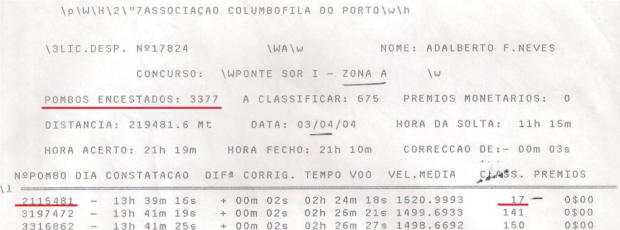 \p\W\H\2\"7ASSOCIAÇAO COLUMBOFILA DO PORTO\w\h
\3LIC.DESP. Nº17824 \WA\w NOME: ADALBERTO F.NEVES
CONCURSO: \WPONTE SOR I - ZONA A \w
POMBOS ENCESTADOS: 3377 A CLASSIFICAR: 675 PREMIOS MONETARIOS: 0
DISTANCIA: 219481.6 Mt DATA: 03/04/04 HORA DA SOLTA: 11h 15m
HORA ACERTO: 21h 19m HORA FECHO: 21h 10m CORRECCAO DE:- 00m 03s
NºPOMBO DIA CONSTATACAO DIFª CORRIG. TEMPO VOO VEL.MEDIA CLASS. PREMIOS
\l
2115481 - 13h 39m 16s + 00m 02s 02h 24m 18s 1520.9993 17 0$00
3197472 - 13h 41m 19s + 00m 02s 02h 26m 21s 1499.6933 141 0$00
3316862 - 13h 41m 25s + 00m 02s 02h 26m 27s 1498.6692 150 0$00